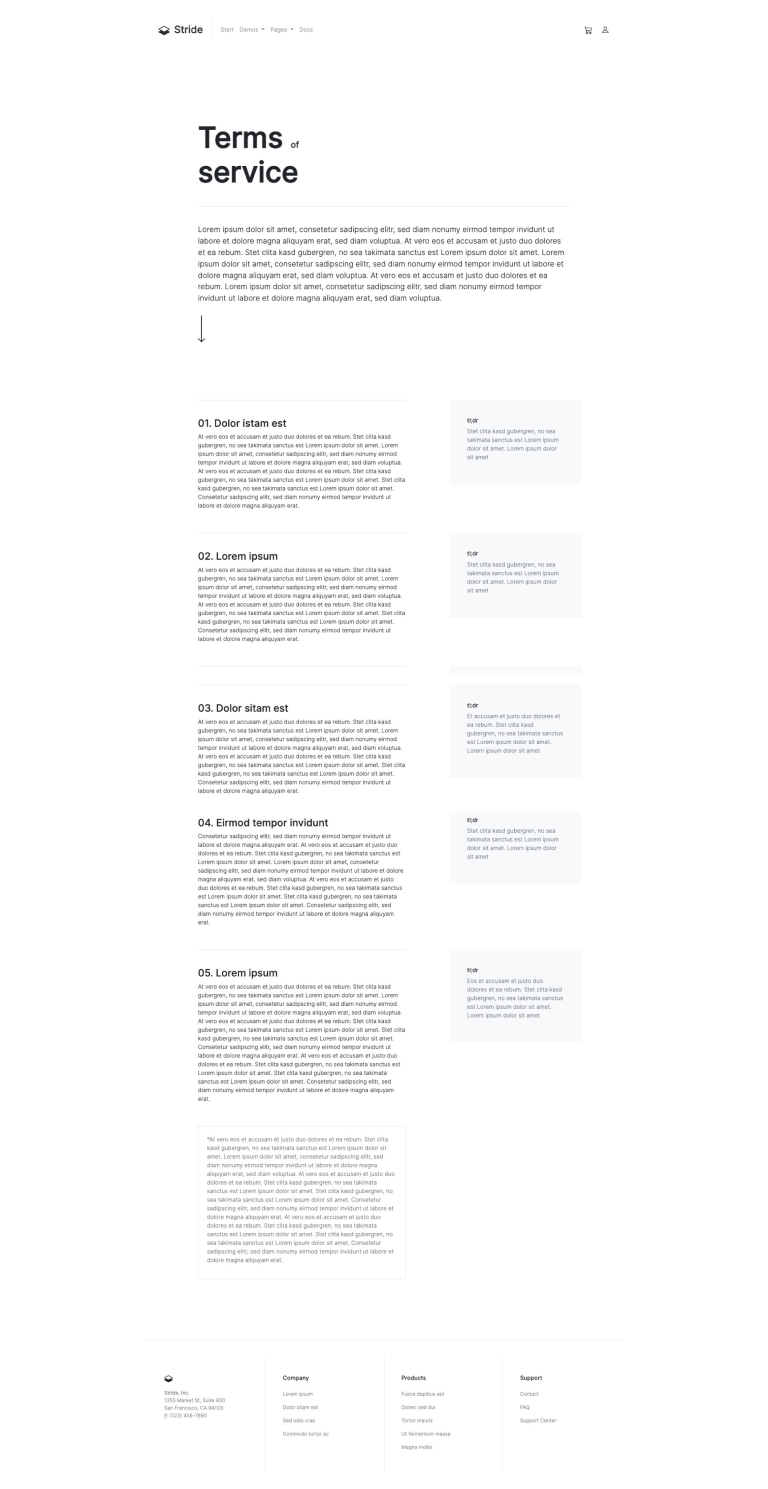 Stride
Start Demos Pages Docs
Terms of
service
Lorem ipsum dolor sit amet, consetetur sadipscing elitr, sed diam nonumy eirmod tempor invidunt ut
labore et dolore magna aliquyam erat, sed diam voluptua. At vero eos et accusam et justo duo dolores
et ea rebum. Stet clita kasd gubergren, no sea takimata sanctus est Lorem ipsum dolor sit amet. Lorem
ipsum dolor sit amet, consetetur sadipscing elitr, sed diam nonumy eirmod tempor invidunt ut labore et
dolore magna aliquyam erat, sed diam voluptua. At vero eos et accusam et justo duo dolores et ea
rebum. Lorem ipsum dolor sit amet, consetetur sadipscing elitr, sed diam nonumy eirmod tempor
invidunt ut labore et dolore magna aliquyam erat, sed diam voluptua.
01. Dolor istam est
At vero eos et accusam et justo duo dolores et ea rebum. Stet clita kasd
gubergren, no sea takimata sanctus est Lorem ipsum dolor sit amet. Lorem
ipsum dolor sit amet, consetetur sadipscing elitr, sed diam nonumy eirmod
tempor invidunt ut labore et dolore magna aliquyam erat, sed diam voluptua.
At vero eos et accusam et justo duo dolores et ea rebum. Stet clita kasd
gubergren, no sea takimata sanctus est Lorem ipsum dolor sit amet. Stet clita
kasd gubergren, no sea takimata sanctus est Lorem ipsum dolor sit amet.
Consetetur sadipscing elitr, sed diam nonumy eirmod tempor invidunt ut
labore et dolore magna aliquyam erat.
tl;dr
Stet clita kasd gubergren, no sea
takimata sanctus est Lorem ipsum
dolor sit amet. Lorem ipsum dolor
sit amet
02. Lorem ipsum
At vero eos et accusam et justo duo dolores et ea rebum. Stet clita kasd
gubergren, no sea takimata sanctus est Lorem ipsum dolor sit amet. Lorem
ipsum dolor sit amet, consetetur sadipscing elitr, sed diam nonumy eirmod
tempor invidunt ut labore et dolore magna aliquyam erat, sed diam voluptua.
At vero eos et accusam et justo duo dolores et ea rebum. Stet clita kasd
gubergren, no sea takimata sanctus est Lorem ipsum dolor sit amet. Stet clita
kasd gubergren, no sea takimata sanctus est Lorem ipsum dolor sit amet.
Consetetur sadipscing elitr, sed diam nonumy eirmod tempor invidunt ut
labore et dolore magna aliquyam erat.
tl;dr
Stet clita kasd gubergren, no sea
takimata sanctus est Lorem ipsum
dolor sit amet. Lorem ipsum dolor
sit amet
03. Dolor sitam est
At vero eos et accusam et justo duo dolores et ea rebum. Stet clita kasd
gubergren, no sea takimata sanctus est Lorem ipsum dolor sit amet. Lorem
ipsum dolor sit amet, consetetur sadipscing elitr, sed diam nonumy eirmod
tempor invidunt ut labore et dolore magna aliquyam erat, sed diam voluptua.
At vero eos et accusam et justo duo dolores et ea rebum. Stet clita kasd
gubergren, no sea takimata sanctus est Lorem ipsum dolor sit amet. Stet clita
kasd gubergren, no sea takimata sanctus est Lorem ipsum dolor sit amet.
Consetetur sadipscing elitr, sed diam nonumy eirmod tempor invidunt ut
labore et dolore magna aliquyam erat.
tl;dr
Et accusam et justo duo dolores et
ea rebum. Stet clita kasd
gubergren, no sea takimata sanctus
est Lorem ipsum dolor sit amet.
Lorem ipsum dolor sit amet
04. Eirmod tempor invidunt
Consetetur sadipscing elitr, sed diam nonumy eirmod tempor invidunt ut
labore et dolore magna aliquyam erat. At vero eos et accusam et justo duo
dolores et ea rebum. Stet clita kasd gubergren, no sea takimata sanctus est
Lorem ipsum dolor sit amet. Lorem ipsum dolor sit amet, consetetur
sadipscing elitr, sed diam nonumy eirmod tempor invidunt ut labore et dolore
magna aliquyam erat, sed diam voluptua. At vero eos et accusam et justo
duo dolores et ea rebum. Stet clita kasd gubergren, no sea takimata sanctus
est Lorem ipsum dolor sit amet. Stet clita kasd gubergren, no sea takimata
sanctus est Lorem ipsum dolor sit amet. Consetetur sadipscing elitr, sed
diam nonumy eirmod tempor invidunt ut labore et dolore magna aliquyam
erat.
tl;dr
Stet clita kasd gubergren, no sea
takimata sanctus est Lorem ipsum
dolor sit amet. Lorem ipsum dolor
sit amet
05. Lorem ipsum
At vero eos et accusam et justo duo dolores et ea rebum. Stet clita kasd
gubergren, no sea takimata sanctus est Lorem ipsum dolor sit amet. Lorem
ipsum dolor sit amet, consetetur sadipscing elitr, sed diam nonumy eirmod
tempor invidunt ut labore et dolore magna aliquyam erat, sed diam voluptua.
At vero eos et accusam et justo duo dolores et ea rebum. Stet clita kasd
gubergren, no sea takimata sanctus est Lorem ipsum dolor sit amet. Stet clita
kasd gubergren, no sea takimata sanctus est Lorem ipsum dolor sit amet.
Consetetur sadipscing elitr, sed diam nonumy eirmod tempor invidunt ut
labore et dolore magna aliquyam erat. At vero eos et accusam et justo duo
dolores et ea rebum. Stet clita kasd gubergren, no sea takimata sanctus est
Lorem ipsum dolor sit amet. Stet clita kasd gubergren, no sea takimata
sanctus est Lorem ipsum dolor sit amet. Consetetur sadipscing elitr, sed
diam nonumy eirmod tempor invidunt ut labore et dolore magna aliquyam
erat.
tl;dr
Eos et accusam et justo duo
dolores et ea rebum. Stet clita kasd
gubergren, no sea takimata sanctus
est Lorem ipsum dolor sit amet.
Lorem ipsum dolor sit amet
*At vero eos et accusam et justo duo dolores et ea rebum. Stet clita
kasd gubergren, no sea takimata sanctus est Lorem ipsum dolor sit
amet. Lorem ipsum dolor sit amet, consetetur sadipscing elitr, sed
diam nonumy eirmod tempor invidunt ut labore et dolore magna
aliquyam erat, sed diam voluptua. At vero eos et accusam et justo duo
dolores et ea rebum. Stet clita kasd gubergren, no sea takimata
sanctus est Lorem ipsum dolor sit amet. Stet clita kasd gubergren, no
sea takimata sanctus est Lorem ipsum dolor sit amet. Consetetur
sadipscing elitr, sed diam nonumy eirmod tempor invidunt ut labore et
dolore magna aliquyam erat. At vero eos et accusam et justo duo
dolores et ea rebum. Stet clita kasd gubergren, no sea takimata
sanctus est Lorem ipsum dolor sit amet. Stet clita kasd gubergren, no
sea takimata sanctus est Lorem ipsum dolor sit amet. Consetetur
sadipscing elitr, sed diam nonumy eirmod tempor invidunt ut labore et
dolore magna aliquyam erat.
Stride, Inc.
1355 Market St, Suite 900
San Francisco, CA 94103
P: (123) 456-7890
Company
Lorem ipsum
Dolor sitam est
Sed odio cras
Commodo tortor ac
Products
Fusce dapibus est
Donec sed dui
Tortor mauris
Ut fermentum massa
Magna mollis
Support
Contact
FAQ
Support Center